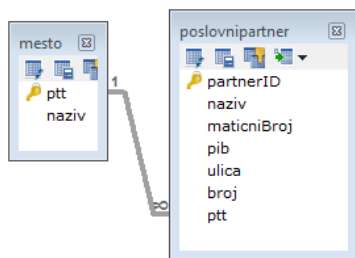 mesto
ptt
naziv
1
∞
poslovnipartner
partnerID
naziv
maticniBroj
pib
ulica
broj
ptt